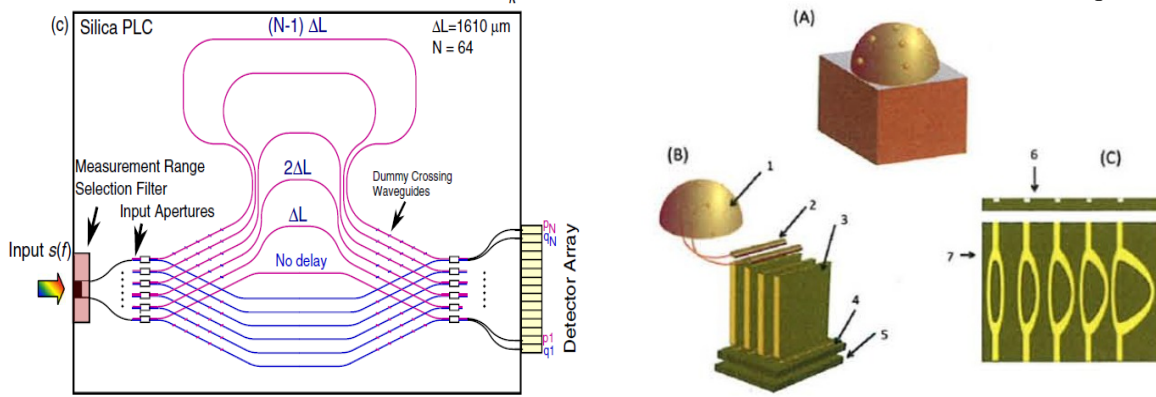 k
(c) Silica PLC
(N-1) ΔL
ΔL=1610 μm
N = 64
Measurement Range
Selection Filter
Input Apertures
2ΔL
Dummy Crossing
Waveguides
ΔL
Input s(f)
No delay
pN
qN
p1
q1
Detector Array
(A)
(B)
1
2
3
4
5
6
(C)
7